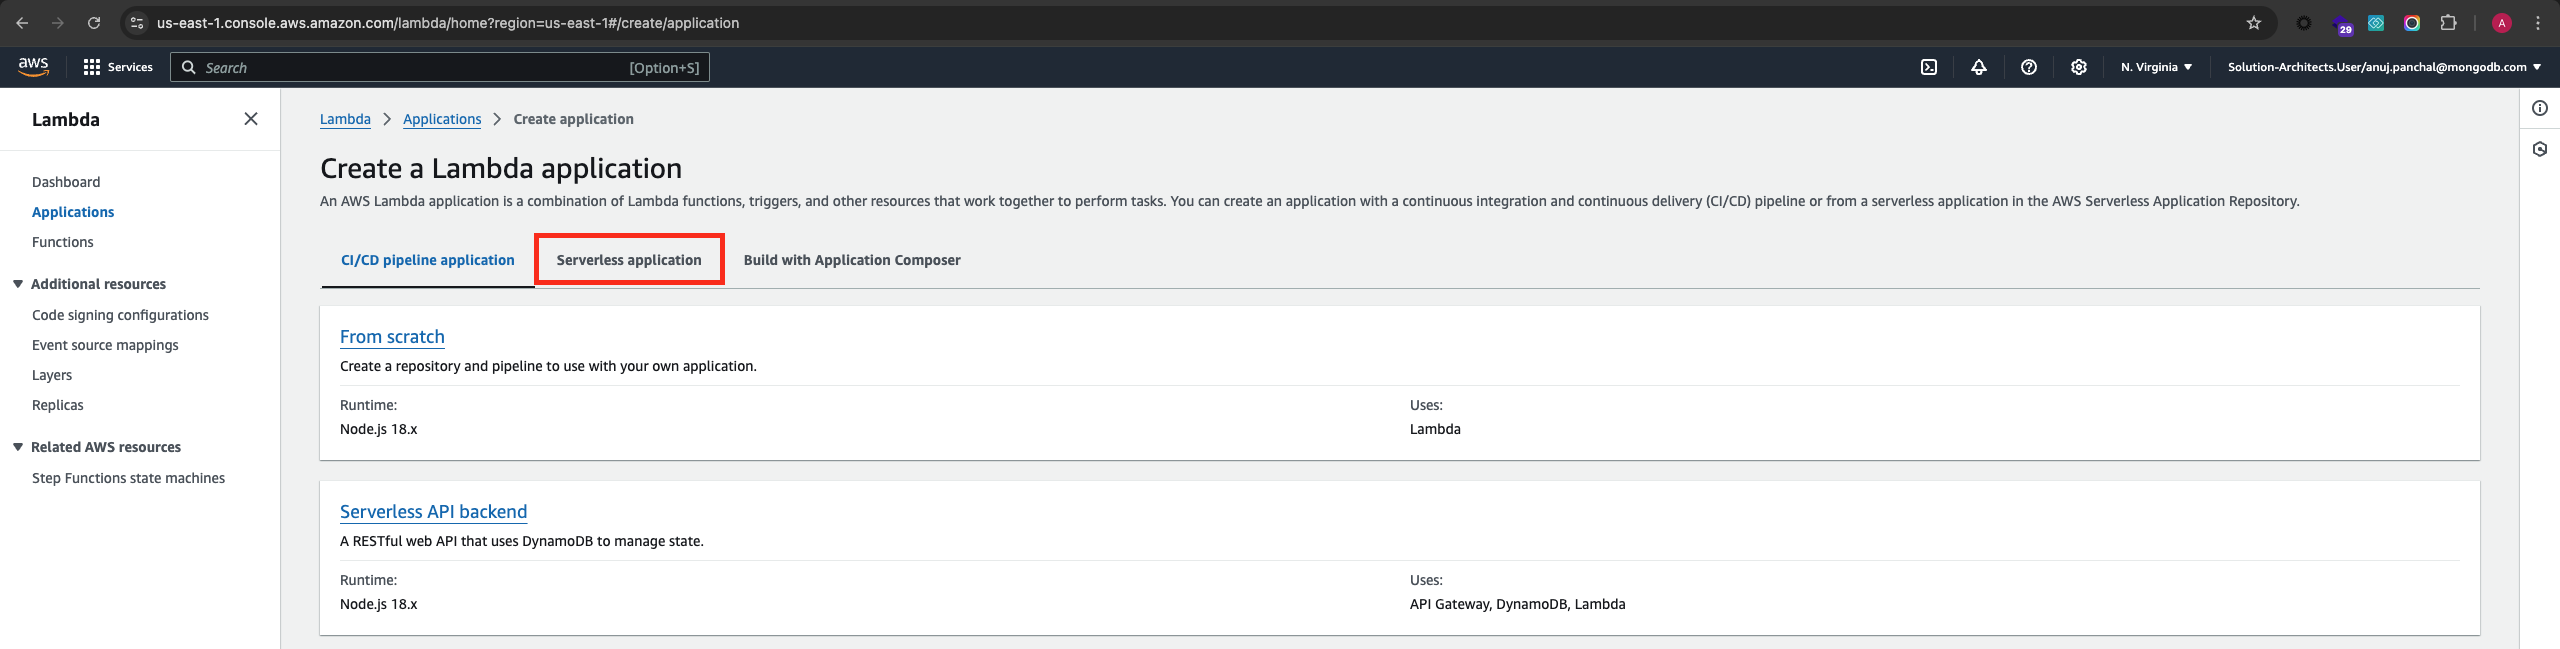 us-east-1.console.aws.amazon.com/lambda/home?region=us-east-1#/create/application
29
A
aws
Services
Search
[Option+S]
N. Virginia
Solution-Architects.User/anuj.panchal@mongodb.com
Lambda
Dashboard
Applications
Functions
Additional resources
Code signing configurations
Event source mappings
Layers
Replicas
Related AWS resources
Step Functions state machines
Lambda > Applications > Create application
Create a Lambda application
An AWS Lambda application is a combination of Lambda functions, triggers, and other resources that work together to perform tasks. You can create an application with a continuous integration and continuous delivery (CI/CD) pipeline or from a serverless application in the AWS Serverless Application Repository.
CI/CD pipeline application
Serverless application
Build with Application Composer
From scratch
Create a repository and pipeline to use with your own application.
Runtime:
Node.js 18.x
Uses:
Lambda
Serverless API backend
A RESTful web API that uses DynamoDB to manage state.
Runtime:
Node.js 18.x
Uses:
API Gateway, DynamoDB, Lambda